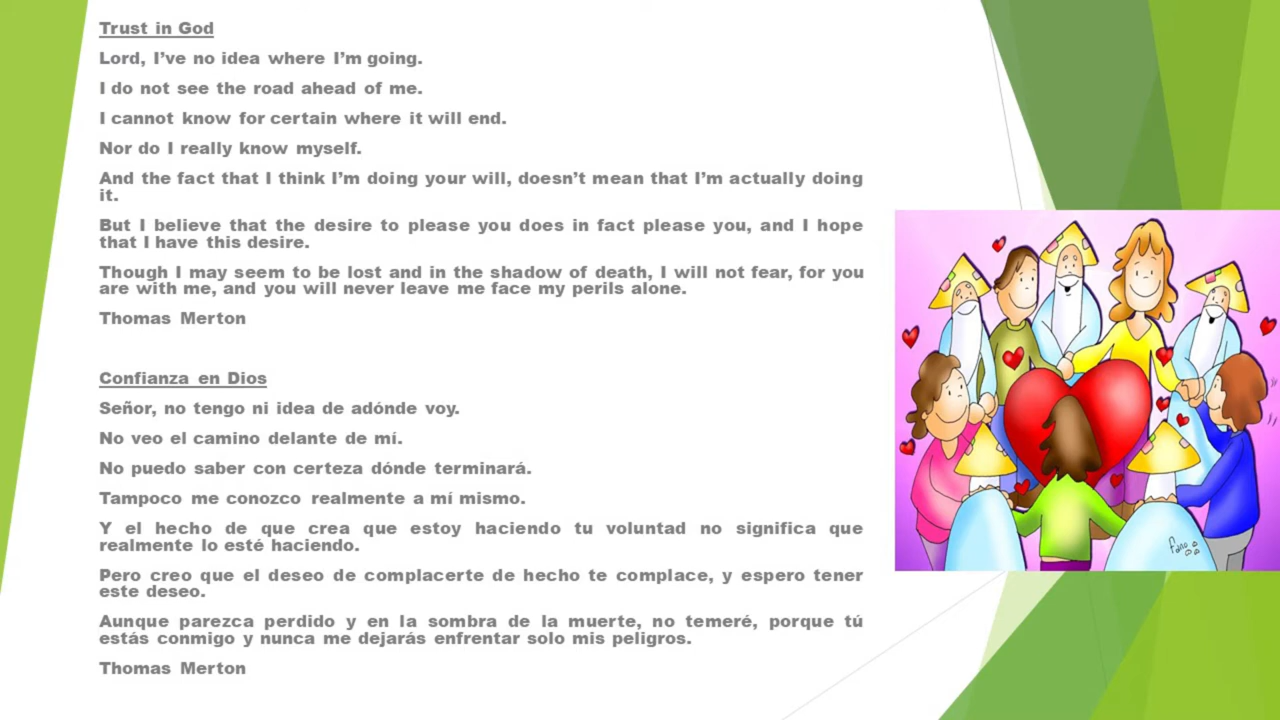 Trust in God
Lord, I’ve no idea where I’m going.
I do not see the road ahead of me.
I cannot know for certain where it will end.
Nor do I really know myself.
And the fact that I think I’m doing your will, doesn’t mean that I’m actually doing
it.
But I believe that the desire to please you does in fact please you, and I hope
that I have this desire.
Though I may seem to be lost and in the shadow of death, I will not fear, for you
are with me, and you will never leave me face my perils alone.
Thomas Merton
Confianza en Dios
Señor, no tengo ni idea de adónde voy.
No veo el camino delante de mí.
No puedo saber con certeza dónde terminará.
Tampoco me conozco realmente a mí mismo.
Y el hecho de que crea que estoy haciendo tu voluntad no significa que
realmente lo esté haciendo.
Pero creo que el deseo de complacerte de hecho te complace, y espero tener
este deseo.
Aunque parezca perdido y en la sombra de la muerte, no temeré, porque tú
estás conmigo y nunca me dejarás enfrentar solo mis peligros.
Thomas Merton
Fano